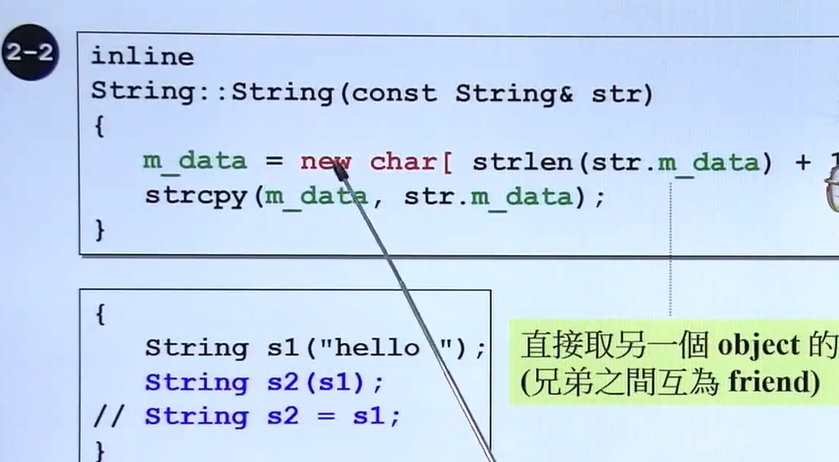 2-2
inline
String::String(const String& str)
{
m_data = new char[ strlen(str.m_data) + 1
strcpy(m_data, str.m_data);
}
{
String s1("hello ");
String s2(s1);
// String s2 = s1;
}
直接取另一個 object 的
(兄弟之間互為 friend)